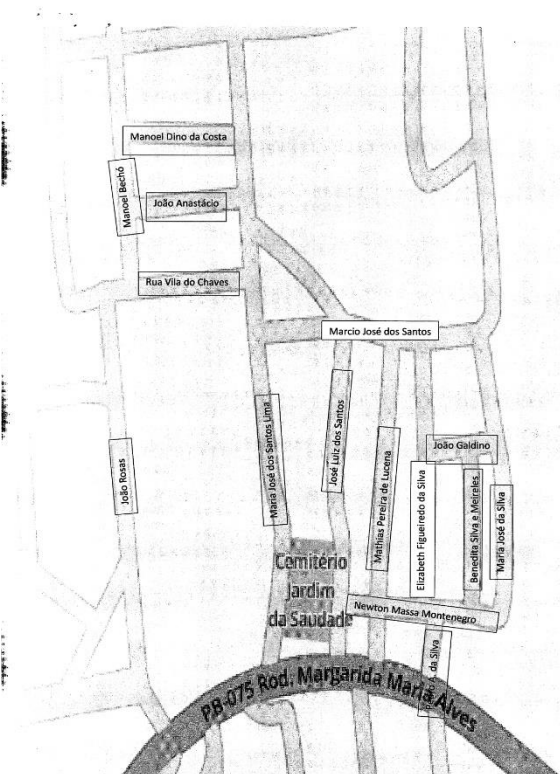 Manoel Dino da Costa
Manoel Bechó
João Anastácio
Rua Vila do Chaves
Marcio José dos Santos
Maria José dos Santos Lima
José Luiz dos Santos
João Galdino
João Rosas
Mathias Pereira de Lucena
Elizabeth Figueiredo da Silva
Benedita Silva e Meireles
Maria José da Silva
Cemitério
Jardim
da Saudade
Newton Massa Montenegro
da Silva
PB-075 Rod. Margarida Maria Alves